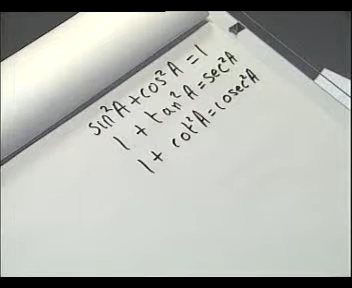 sin²A + cos²A = 1
1 + tan²A = sec²A
1 + cot²A = cosec²A